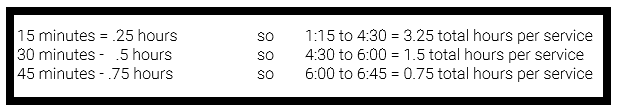 15 minutes = .25 hours so 1:15 to 4:30 = 3.25 total hours per service
30 minutes - .5 hours so 4:30 to 6:00 = 1.5 total hours per service
45 minutes - .75 hours so 6:00 to 6:45 = 0.75 total hours per service